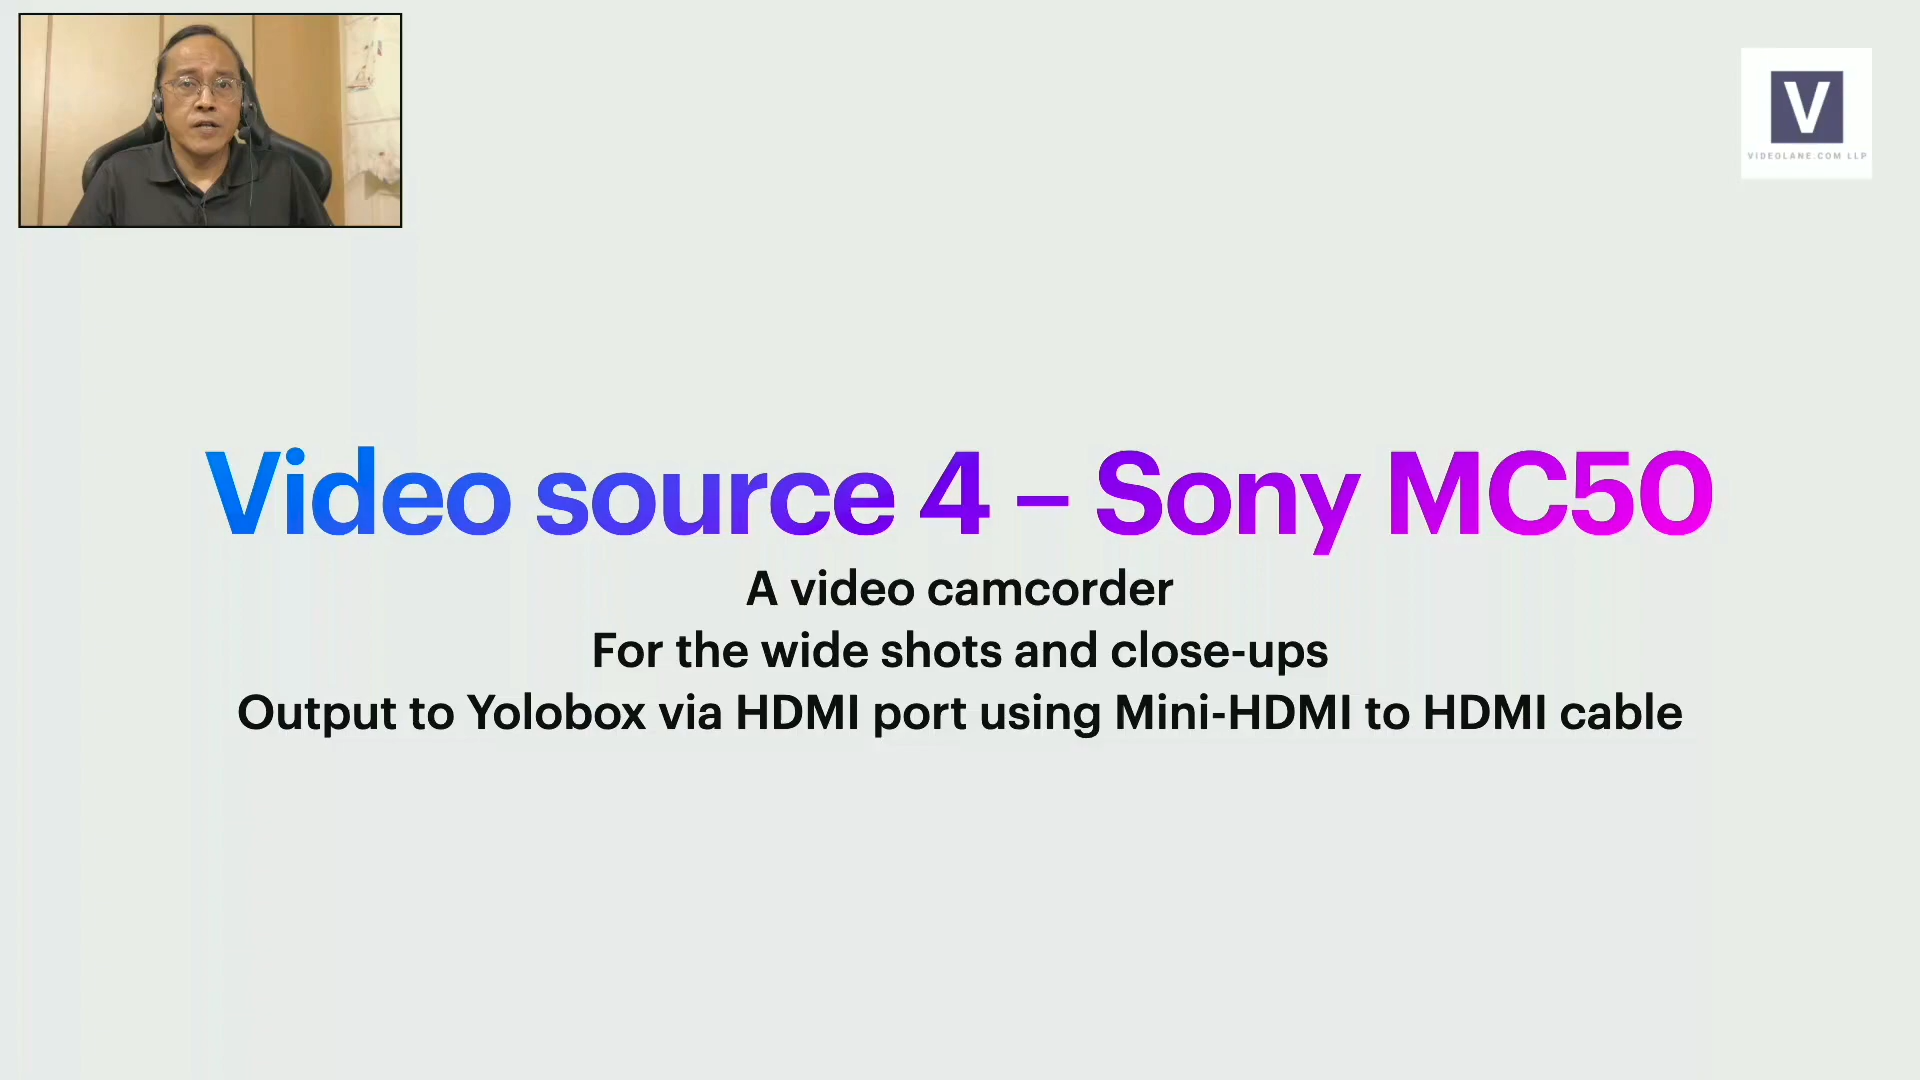 V
VIDEOLANE.COM LLP
Video source 4 – Sony MC50
A video camcorder
For the wide shots and close-ups
Output to Yolobox via HDMI port using Mini-HDMI to HDMI cable